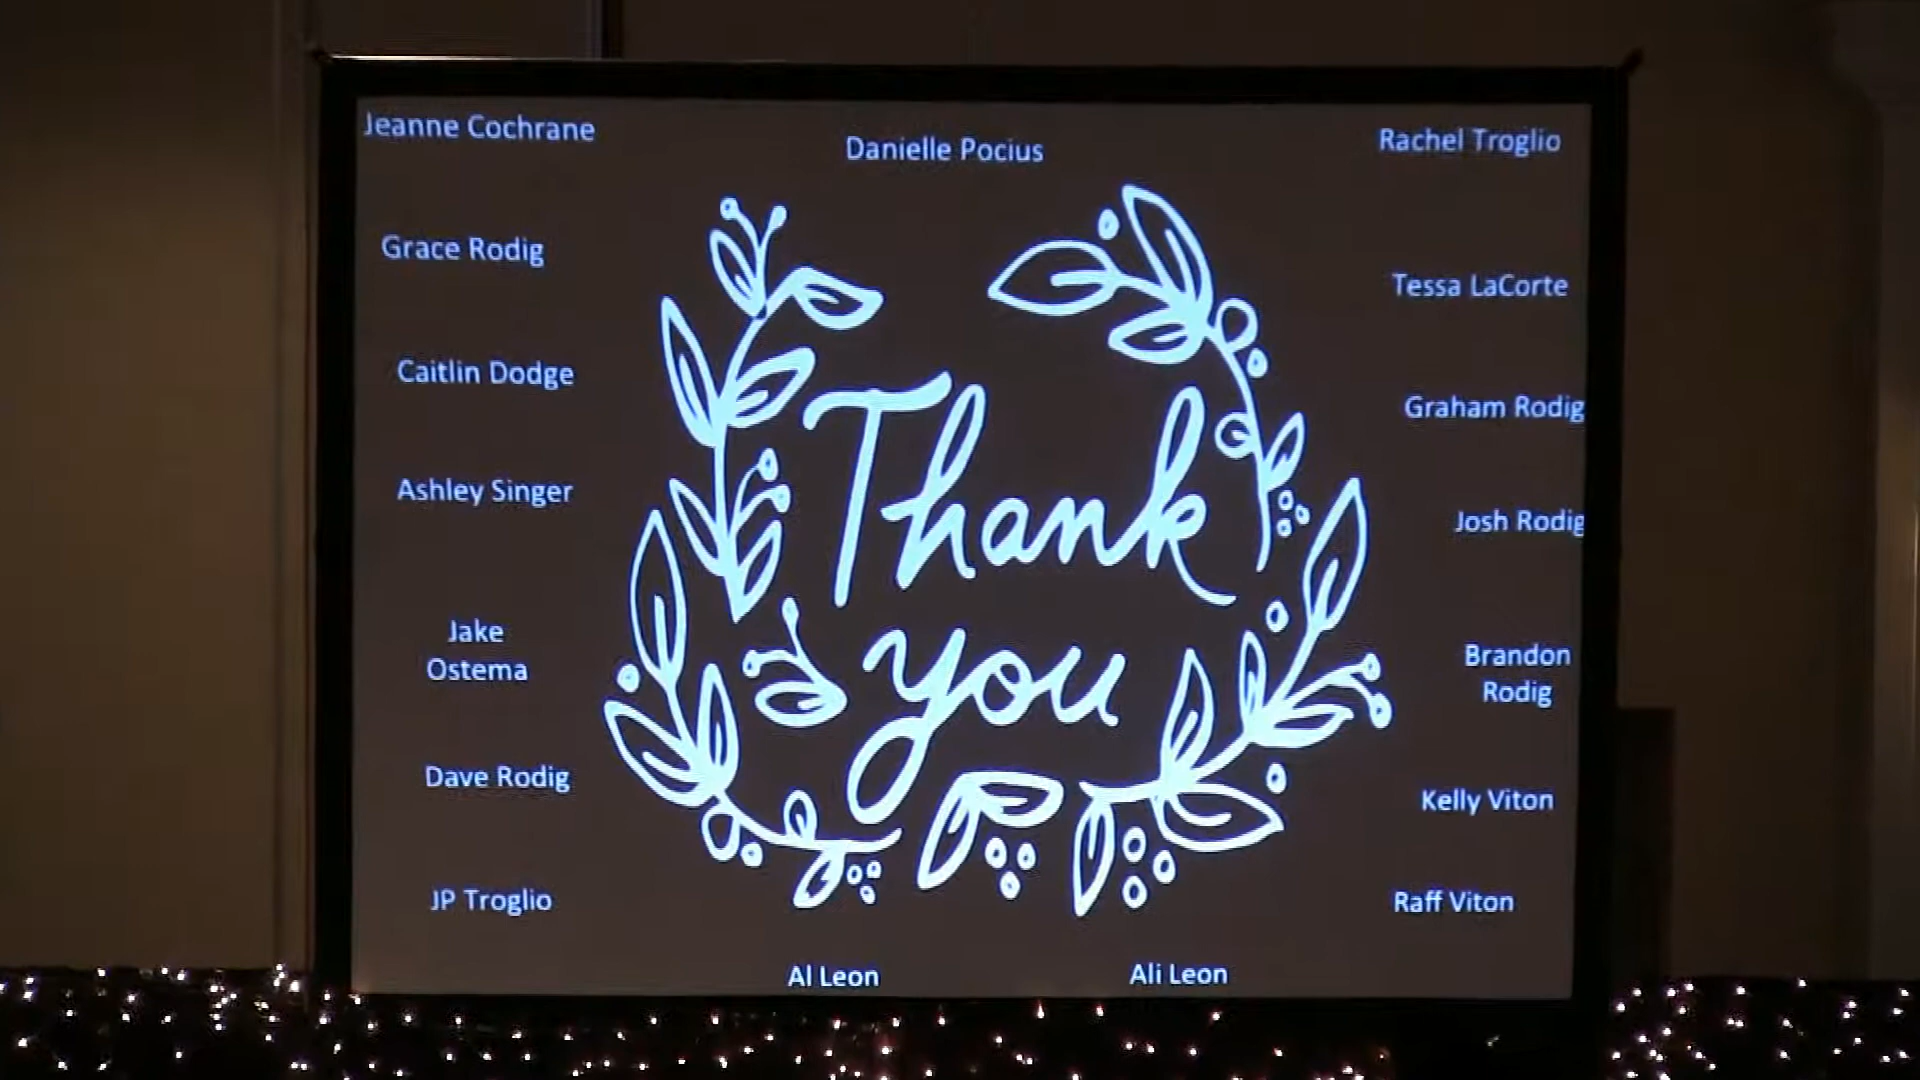 Jeanne Cochrane
Danielle Pocius
Rachel Troglio
Grace Rodig
Tessa LaCorte
Caitlin Dodge
Graham Rodig
Ashley Singer
Josh Rodig
Thank
you
Jake
Ostema
Brandon
Rodig
Dave Rodig
Kelly Viton
JP Troglio
Raff Viton
Al Leon
Ali Leon